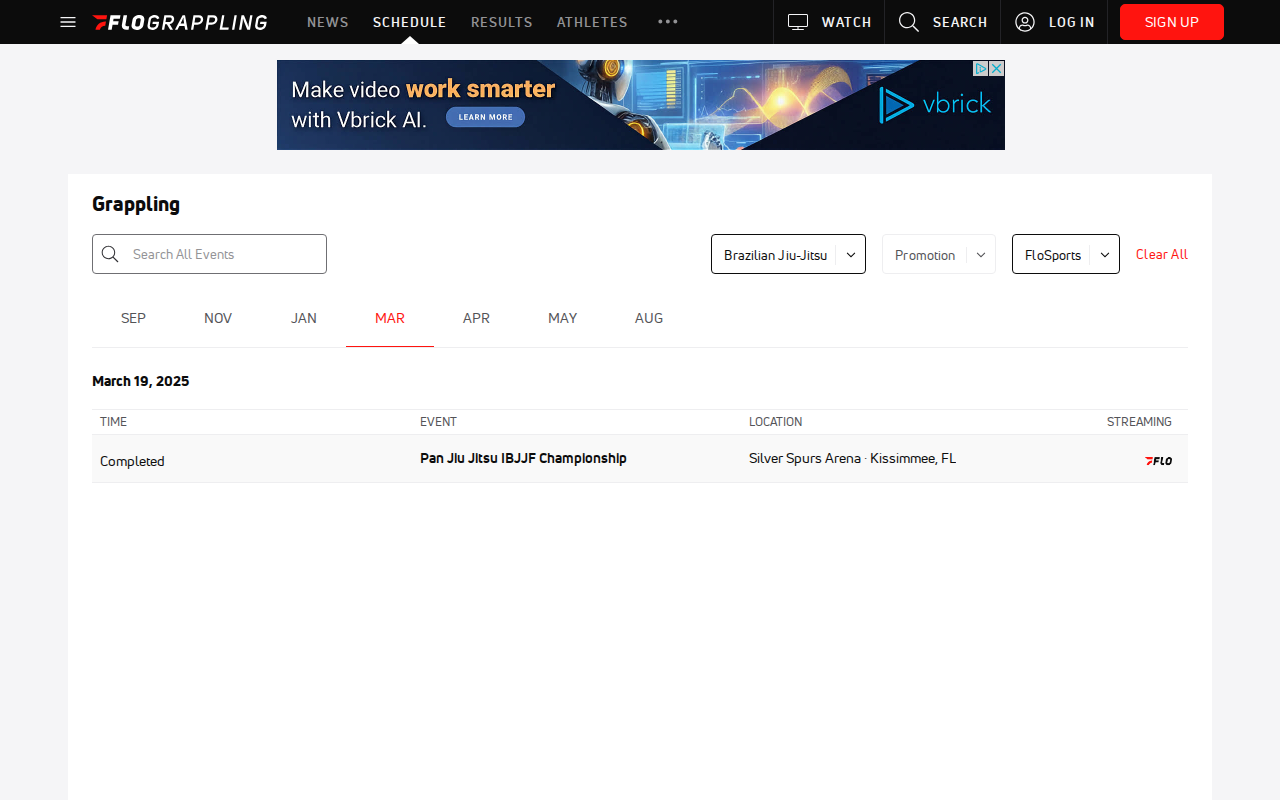 FLOGRAPPLING NEWS SCHEDULE RESULTS ATHLETES WATCH SEARCH LOG IN SIGN UP
Make video work smarter
with Vbrick AI. LEARN MORE
vbrick
Grappling
Search All Events Brazilian Jiu-Jitsu Promotion FloSports Clear All
SEP NOV JAN MAR APR MAY AUG
March 19, 2025
TIME EVENT LOCATION STREAMING
Completed Pan Jiu Jitsu IBJJF Championship Silver Spurs Arena · Kissimmee, FL FLO